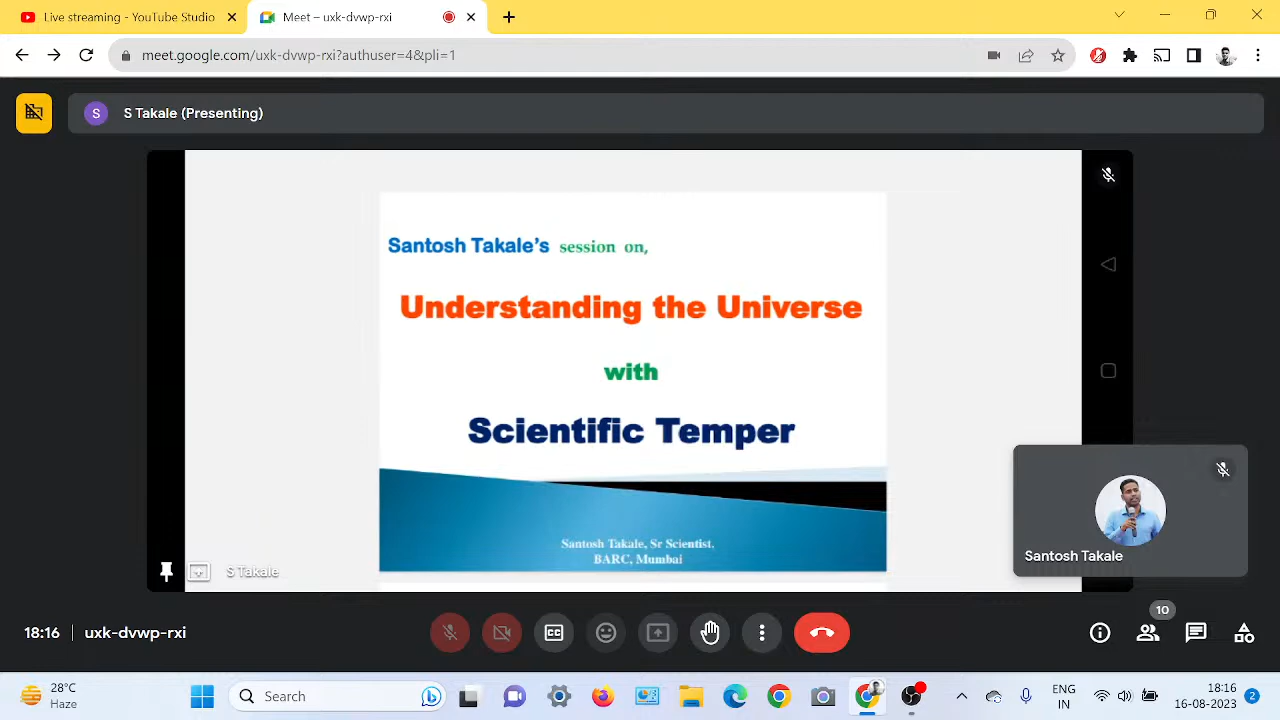 Live streaming - YouTube Studio
Meet – uxk-dvwp-rxi
meet.google.com/uxk-dvwp-rxi?authuser=4&pli=1
S
S Takale (Presenting)
Santosh Takale's session on,
Understanding the Universe
with
Scientific Temper
Santosh Takale, Sr Scientist,
BARC, Mumbai
S Takale
Santosh Takale
18:16 | uxk-dvwp-rxi
CC
10
28°C
Haze
Search
ENG
IN
18:16
16-08-2023
2